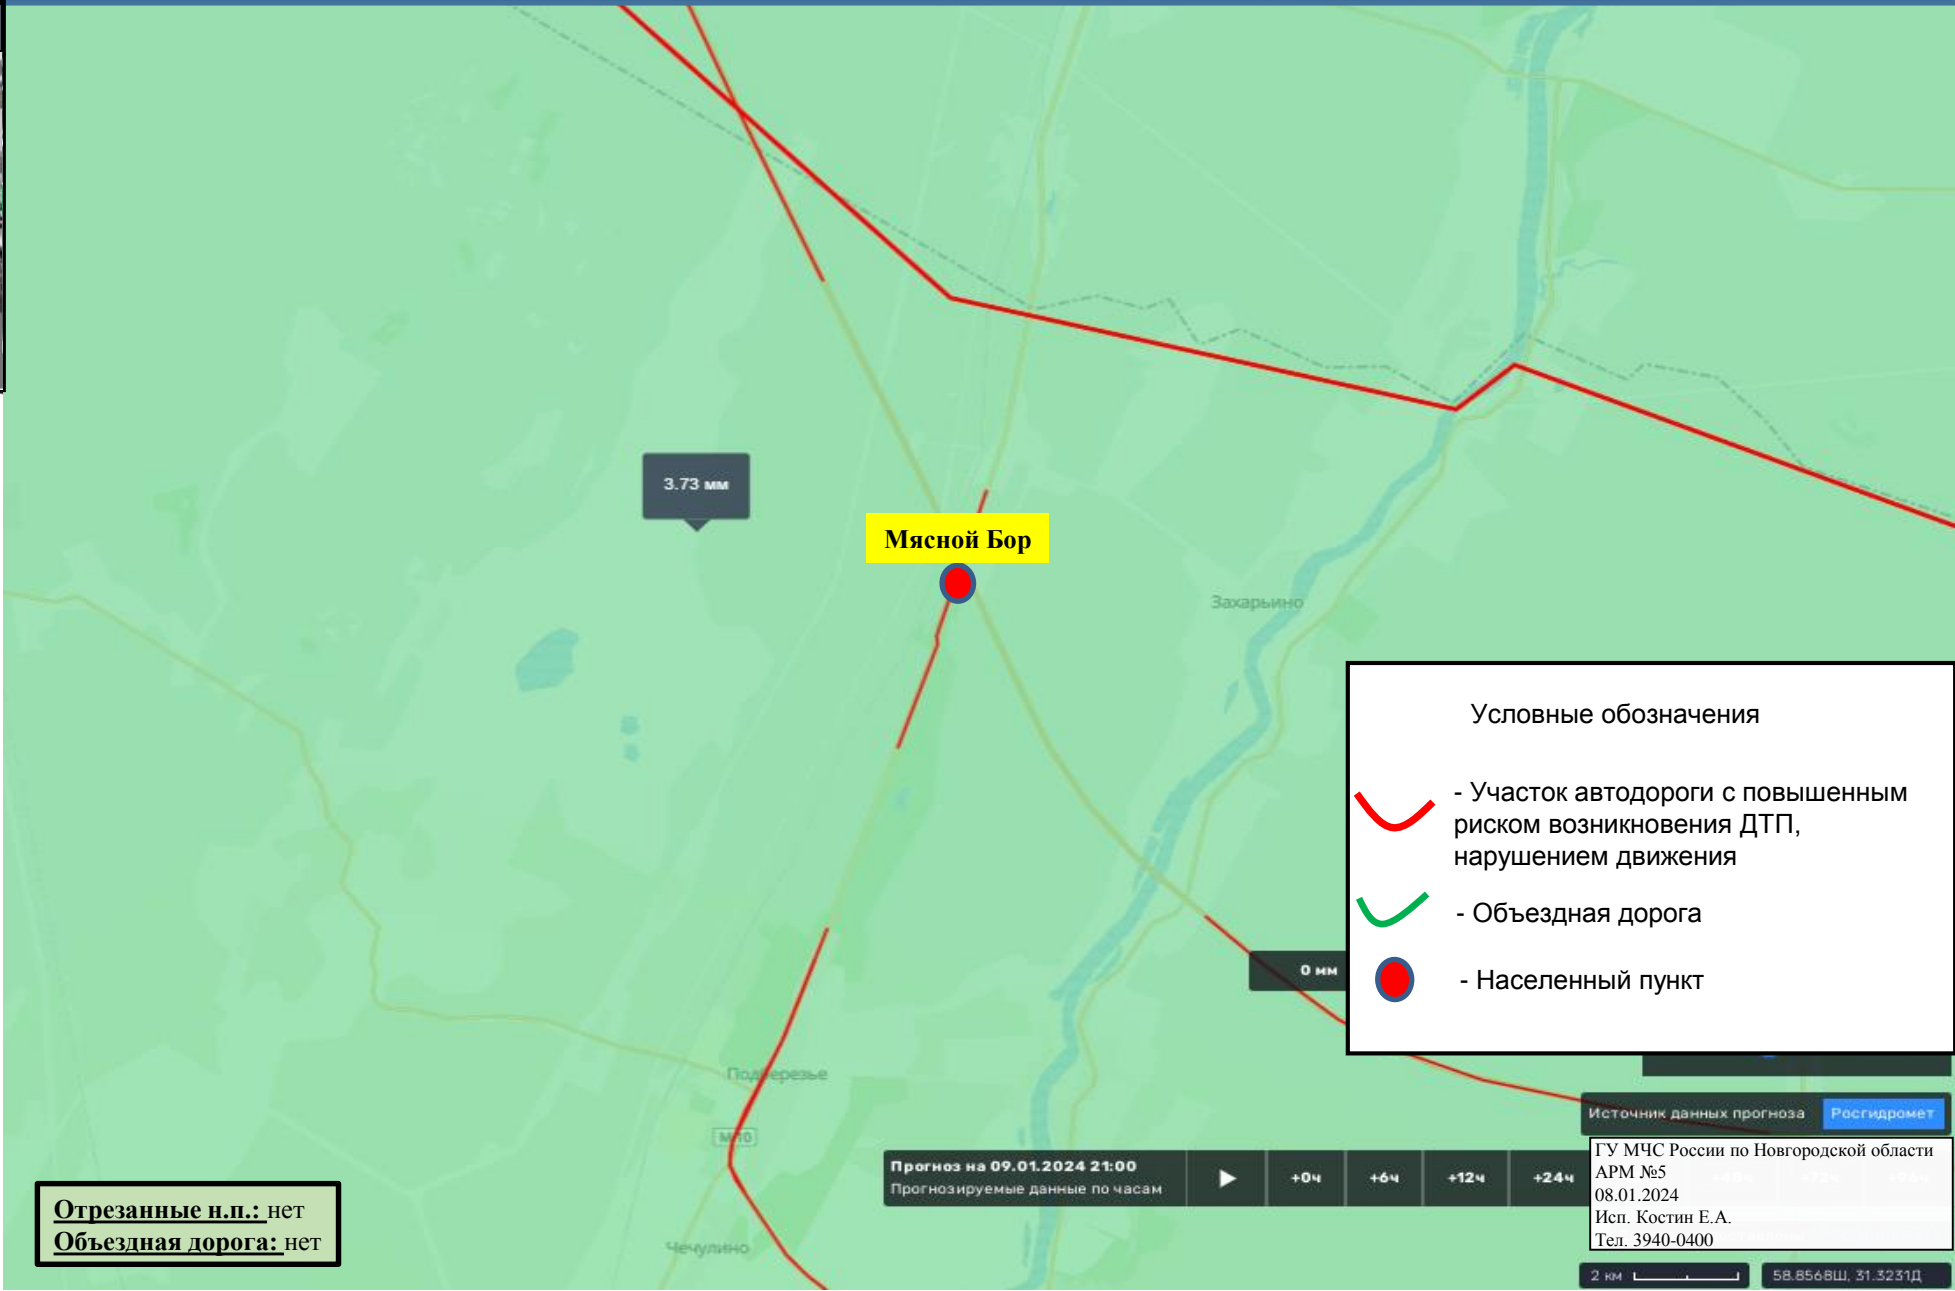 3.73 мм
Мясной Бор
Захарьино
Условные обозначения
- Участок автодороги с повышенным
риском возникновения ДТП,
нарушением движения
- Объездная дорога
- Населенный пункт
0 мм
Подберезье
М-10
Чечулино
Источник данных прогноза Росгидромет
Прогноз на 09.01.2024 21:00
Прогнозируемые данные по часам
+0ч +6ч +12ч +24ч
ГУ МЧС России по Новгородской области
АРМ №5
08.01.2024
Исп. Костин Е.А.
Тел. 3940-0400
Отрезанные н.п.: нет
Объездная дорога: нет
2 км
58.8568Ш, 31.3231Д